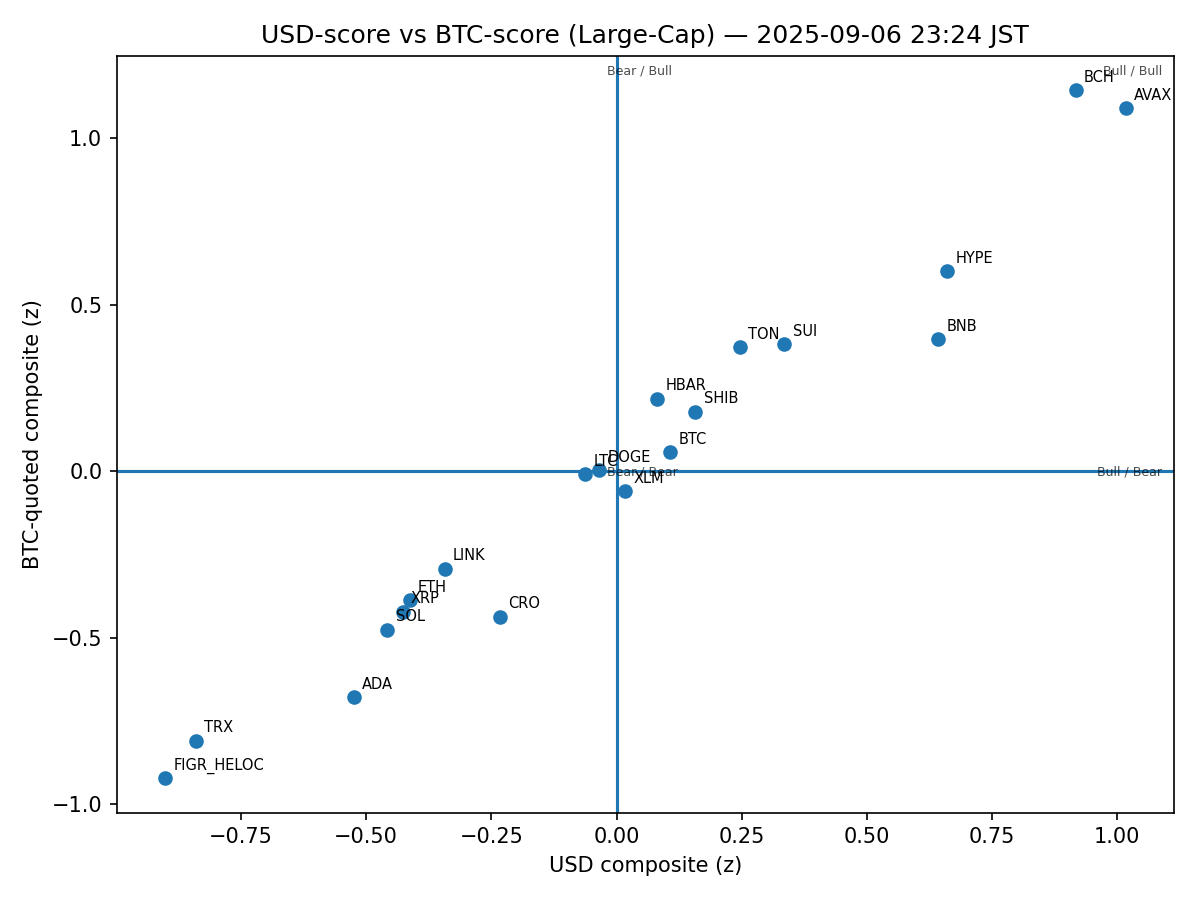 USD-score vs BTC-score (Large-Cap) — 2025-09-06 23:24 JST
Bear / Bull
Bull / Bull
BCH
AVAX
1.0
HYPE
0.5
BNB
SUI
TON
HBAR
SHIB
BTC
DOGE
LTC
0.0
Bear / Bear
Bull / Bear
XLM
LINK
ETH
XRP
CRO
SOL
−0.5
ADA
TRX
FIGR_HELOC
−1.0
−0.75
−0.50
−0.25
0.00
0.25
0.50
0.75
1.00
USD composite (z)
BTC-quoted composite (z)